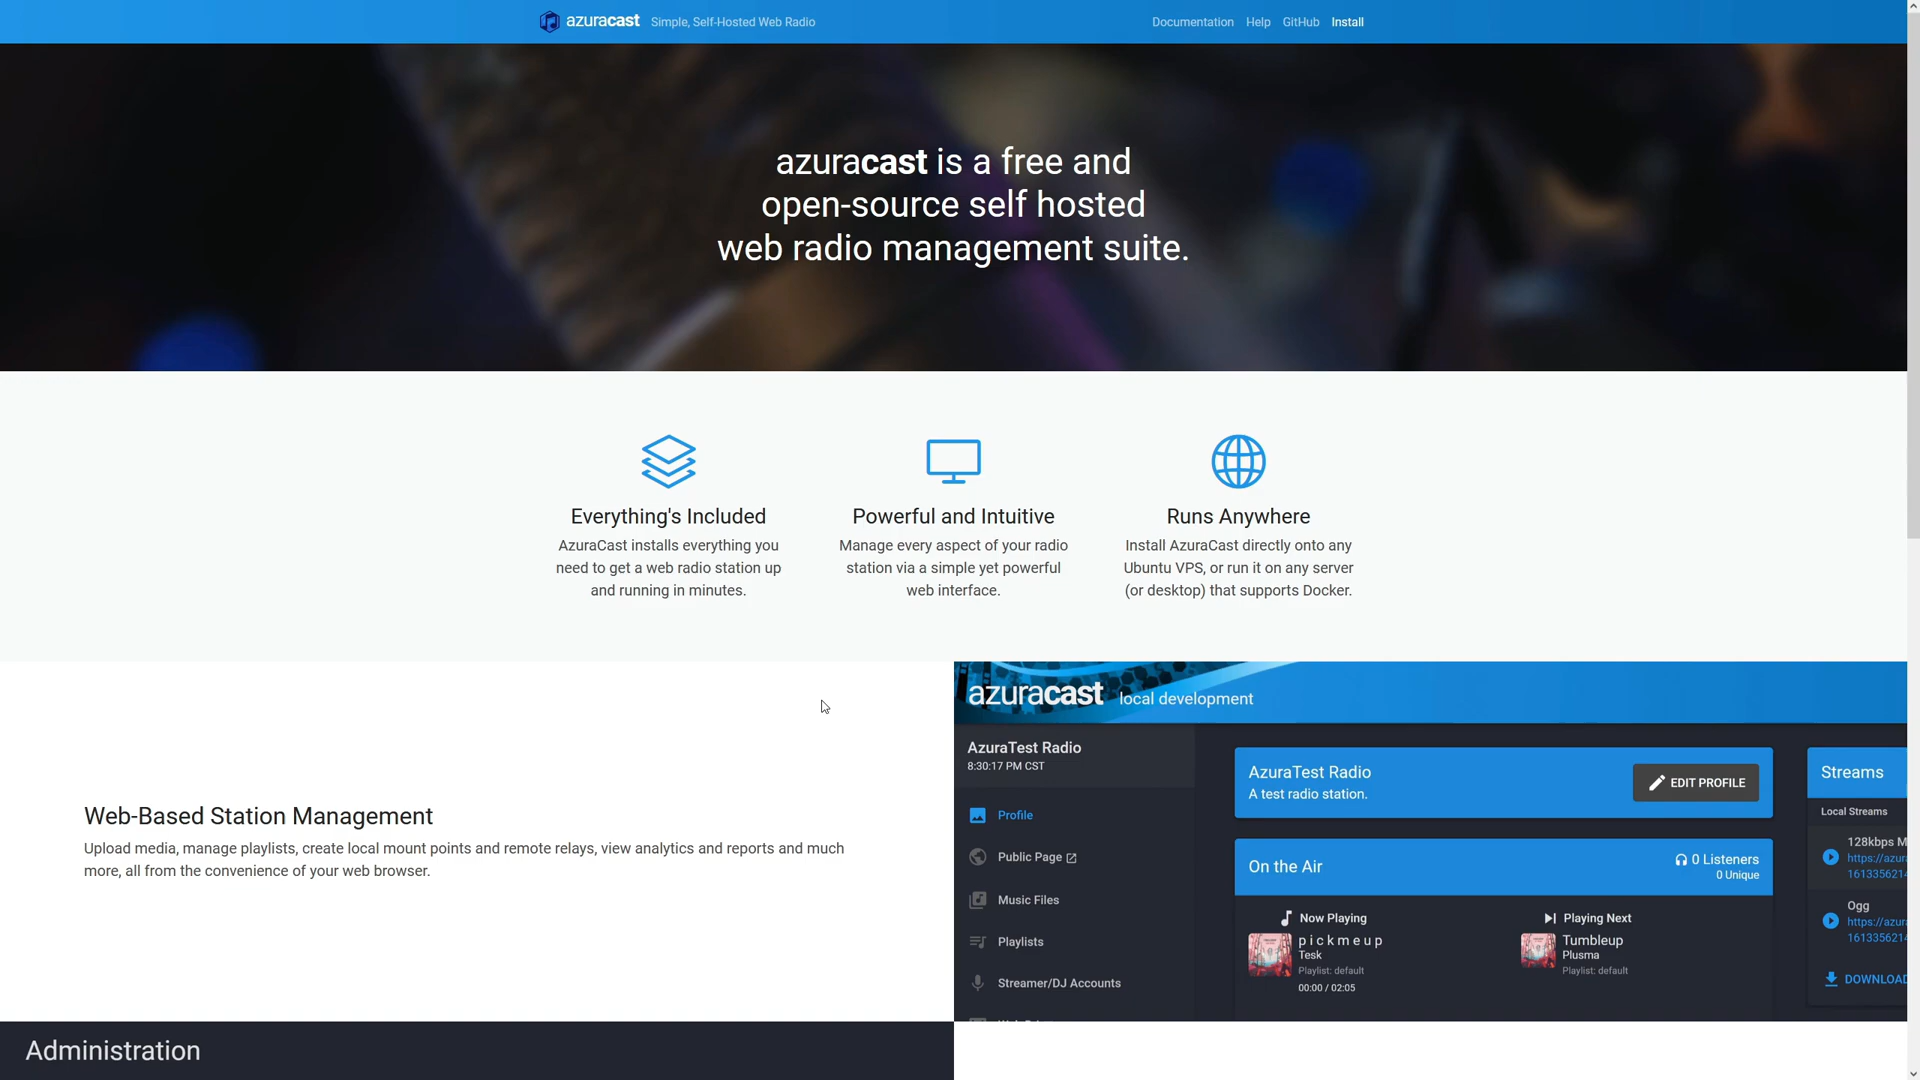 azuracast Simple, Self-Hosted Web Radio
Documentation Help GitHub Install
azuracast is a free and
open-source self hosted
web radio management suite.
Everything's Included
AzuraCast installs everything you
need to get a web radio station up
and running in minutes.
Powerful and Intuitive
Manage every aspect of your radio
station via a simple yet powerful
web interface.
Runs Anywhere
Install AzuraCast directly onto any
Ubuntu VPS, or run it on any server
(or desktop) that supports Docker.
Web-Based Station Management
Upload media, manage playlists, create local mount points and remote relays, view analytics and reports and much
more, all from the convenience of your web browser.
azuracast local development
AzuraTest Radio
8:30:17 PM CST
Profile
Public Page
Music Files
Playlists
Streamer/DJ Accounts
AzuraTest Radio
A test radio station.
EDIT PROFILE
On the Air
0 Listeners
0 Unique
Now Playing
p i c k m e u p
Tesk
Playlist: default
00:00 / 02:05
Playing Next
Tumbleup
Plusma
Playlist: default
Streams
Local Streams
128kbps M
https://azura
1613356214
Ogg
https://azura
1613356214
DOWNLOAD
Administration